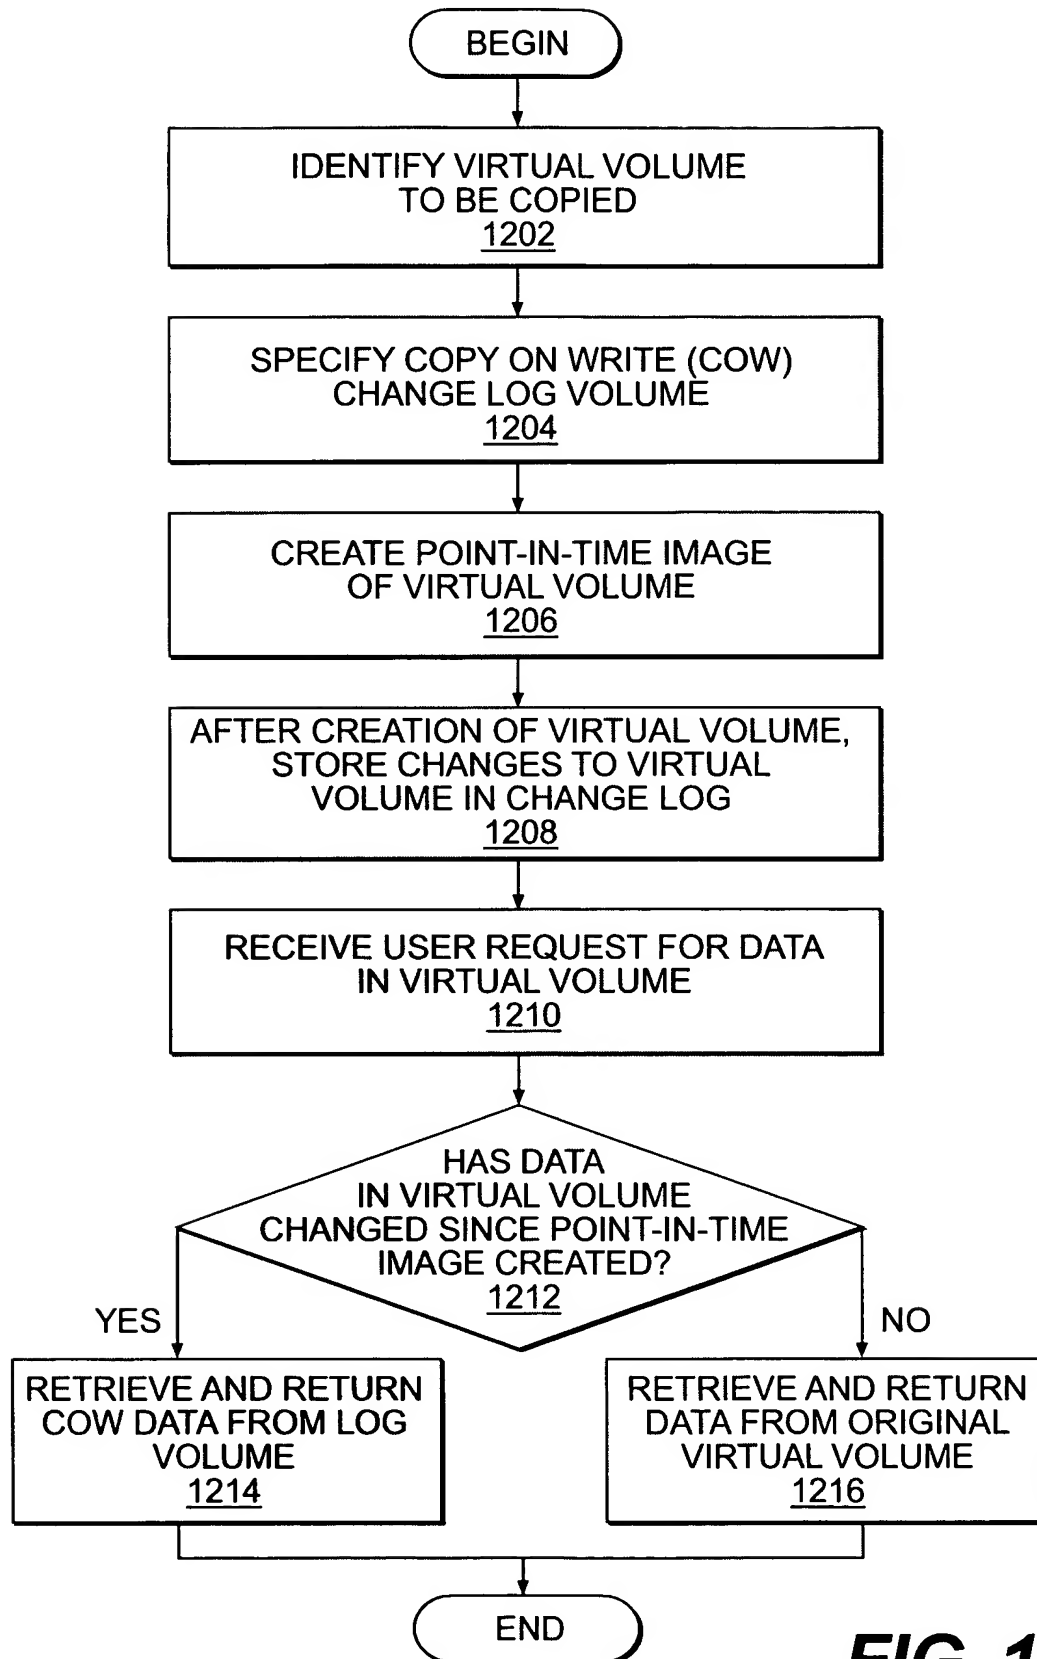 BEGIN
IDENTIFY VIRTUAL VOLUME
TO BE COPIED
1202
SPECIFY COPY ON WRITE (COW)
CHANGE LOG VOLUME
1204
CREATE POINT-IN-TIME IMAGE
OF VIRTUAL VOLUME
1206
AFTER CREATION OF VIRTUAL VOLUME,
STORE CHANGES TO VIRTUAL
VOLUME IN CHANGE LOG
1208
RECEIVE USER REQUEST FOR DATA
IN VIRTUAL VOLUME
1210
HAS DATA
IN VIRTUAL VOLUME
CHANGED SINCE POINT-IN-TIME
IMAGE CREATED?
1212
YES
NO
RETRIEVE AND RETURN
COW DATA FROM LOG
VOLUME
1214
RETRIEVE AND RETURN
DATA FROM ORIGINAL
VIRTUAL VOLUME
1216
END
FIG. 1